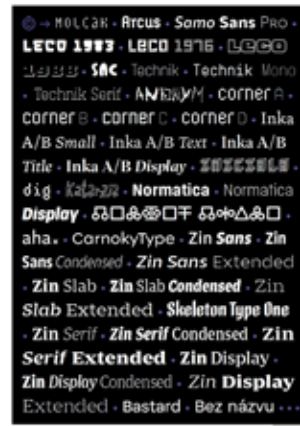 → MOLCAK · Arcus · Samo Sans Pro ·
LECO 1983 · LECO 1976 · LECO
1988 · SAC · Technik · Technik Mono
· Technik Serif · ANERYM · corner A ·
corner B · corner C · corner D · Inka
A/B Small · Inka A/B Text · Inka A/B
Title · Inka A/B Display ·
dig · · Normatica · Normatica
Display ·
aha. · CarnokyType · Zin Sans · Zin
Sans Condensed · Zin Sans Extended
· Zin Slab · Zin Slab Condensed · Zin
Slab Extended · Skeleton Type One
· Zin Serif · Zin Serif Condensed · Zin
Serif Extended · Zin Display ·
Zin Display Condensed · Zin Display
Extended · Bastard · Bez názvu ···